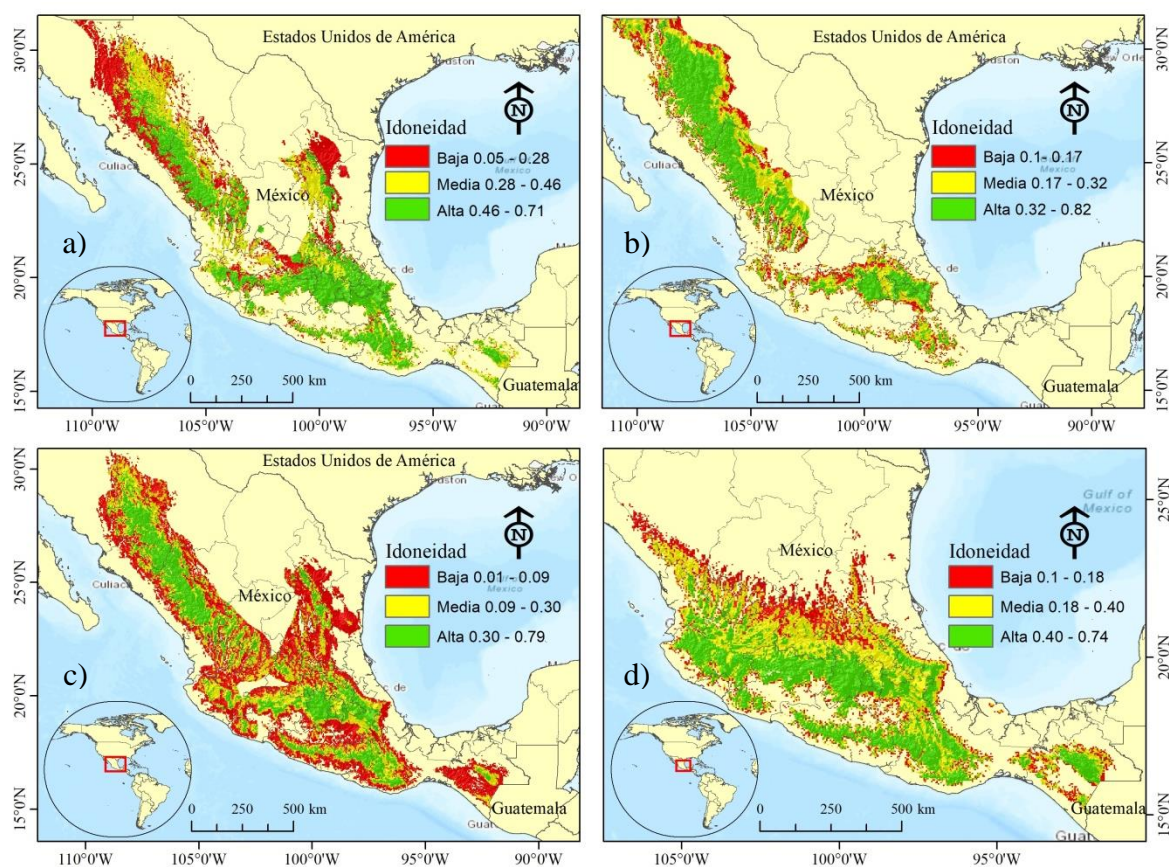 Estados Unidos de América
Houston
30°0'N
25°0'N
20°0'N
15°0'N
Idoneidad
Baja 0.05 - 0.28
Media 0.28 - 0.46
Alta 0.46 - 0.71
N
México
a)
0 250 500 km
Guatemala
110°0'W 105°0'W 100°0'W 95°0'W 90°0'W
Estados Unidos de América
30°0'N
25°0'N
20°0'N
15°0'N
Idoneidad
Baja 0.1 - 0.17
Media 0.17 - 0.32
Alta 0.32 - 0.82
N
México
b)
0 250 500 km
Guatemala
110°0'W 105°0'W 100°0'W 95°0'W 90°0'W
Estados Unidos de América
30°0'N
25°0'N
20°0'N
15°0'N
Idoneidad
Baja 0.01 - 0.09
Media 0.09 - 0.30
Alta 0.30 - 0.79
N
México
c)
0 250 500 km
Guatemala
110°0'W 105°0'W 100°0'W 95°0'W 90°0'W
Gulf of
Mexico
25°0'N
20°0'N
15°0'N
México
Idoneidad
Baja 0.1 - 0.18
Media 0.18 - 0.40
Alta 0.40 - 0.74
N
d)
0 250 500 km
Guatemala
105°0'W 100°0'W 95°0'W